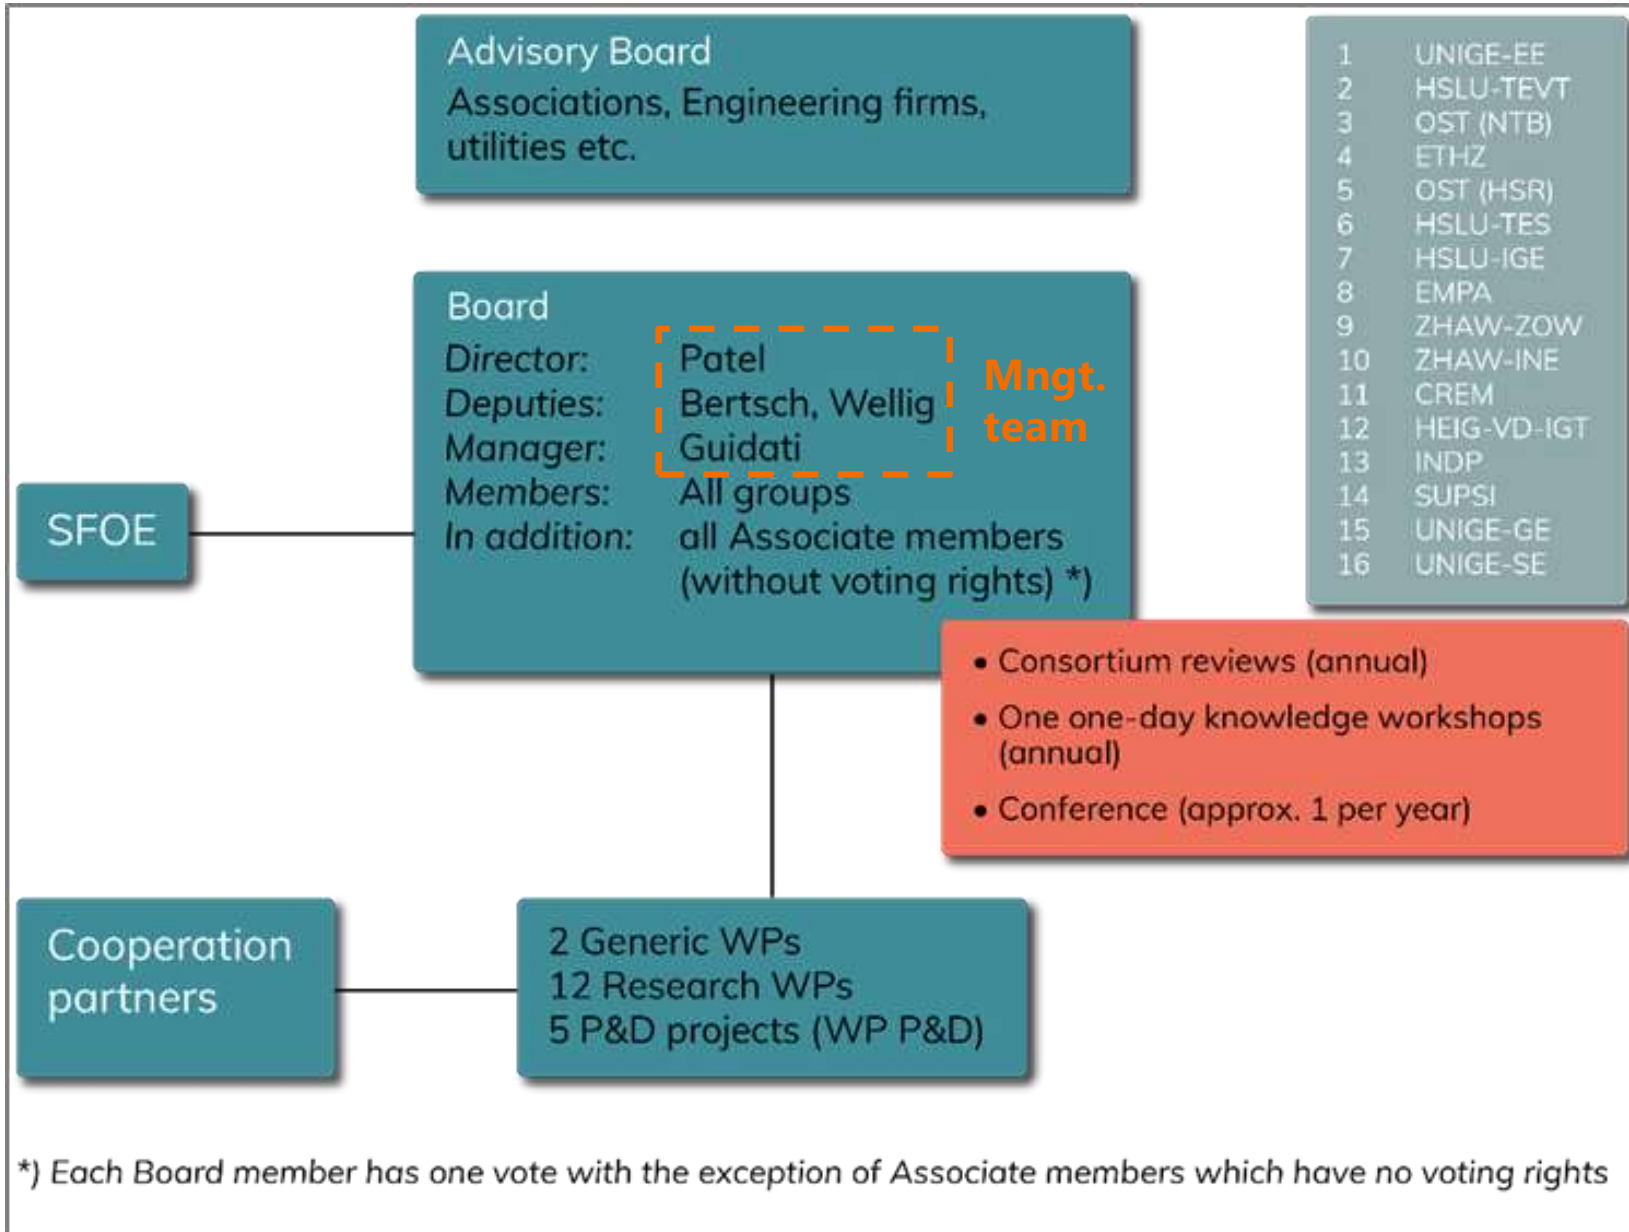 Advisory Board
Associations, Engineering firms,
utilities etc.
1 UNIGE-EE
2 HSLU-TEVT
3 OST (NTB)
4 ETHZ
5 OST (HSR)
6 HSLU-TES
7 HSLU-IGE
8 EMPA
9 ZHAW-ZOW
10 ZHAW-INE
11 CREM
12 HEIG-VD-IGT
13 INDP
14 SUPSI
15 UNIGE-GE
16 UNIGE-SE
Board
Director: Patel
Deputies: Bertsch, Wellig
Manager: Guidati
Members: All groups
In addition: all Associate members
(without voting rights) *)
Mngt.
team
SFOE
• Consortium reviews (annual)
• One one-day knowledge workshops
(annual)
• Conference (approx. 1 per year)
Cooperation
partners
2 Generic WPs
12 Research WPs
5 P&D projects (WP P&D)
*) Each Board member has one vote with the exception of Associate members which have no voting rights